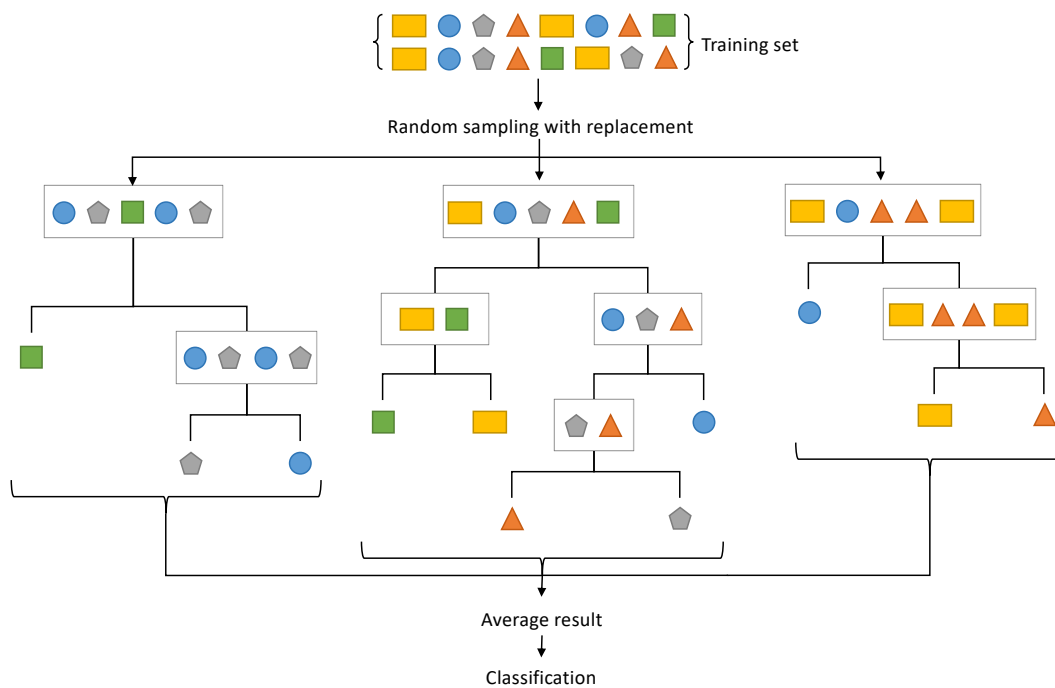 Training set
Random sampling with replacement
Average result
Classification